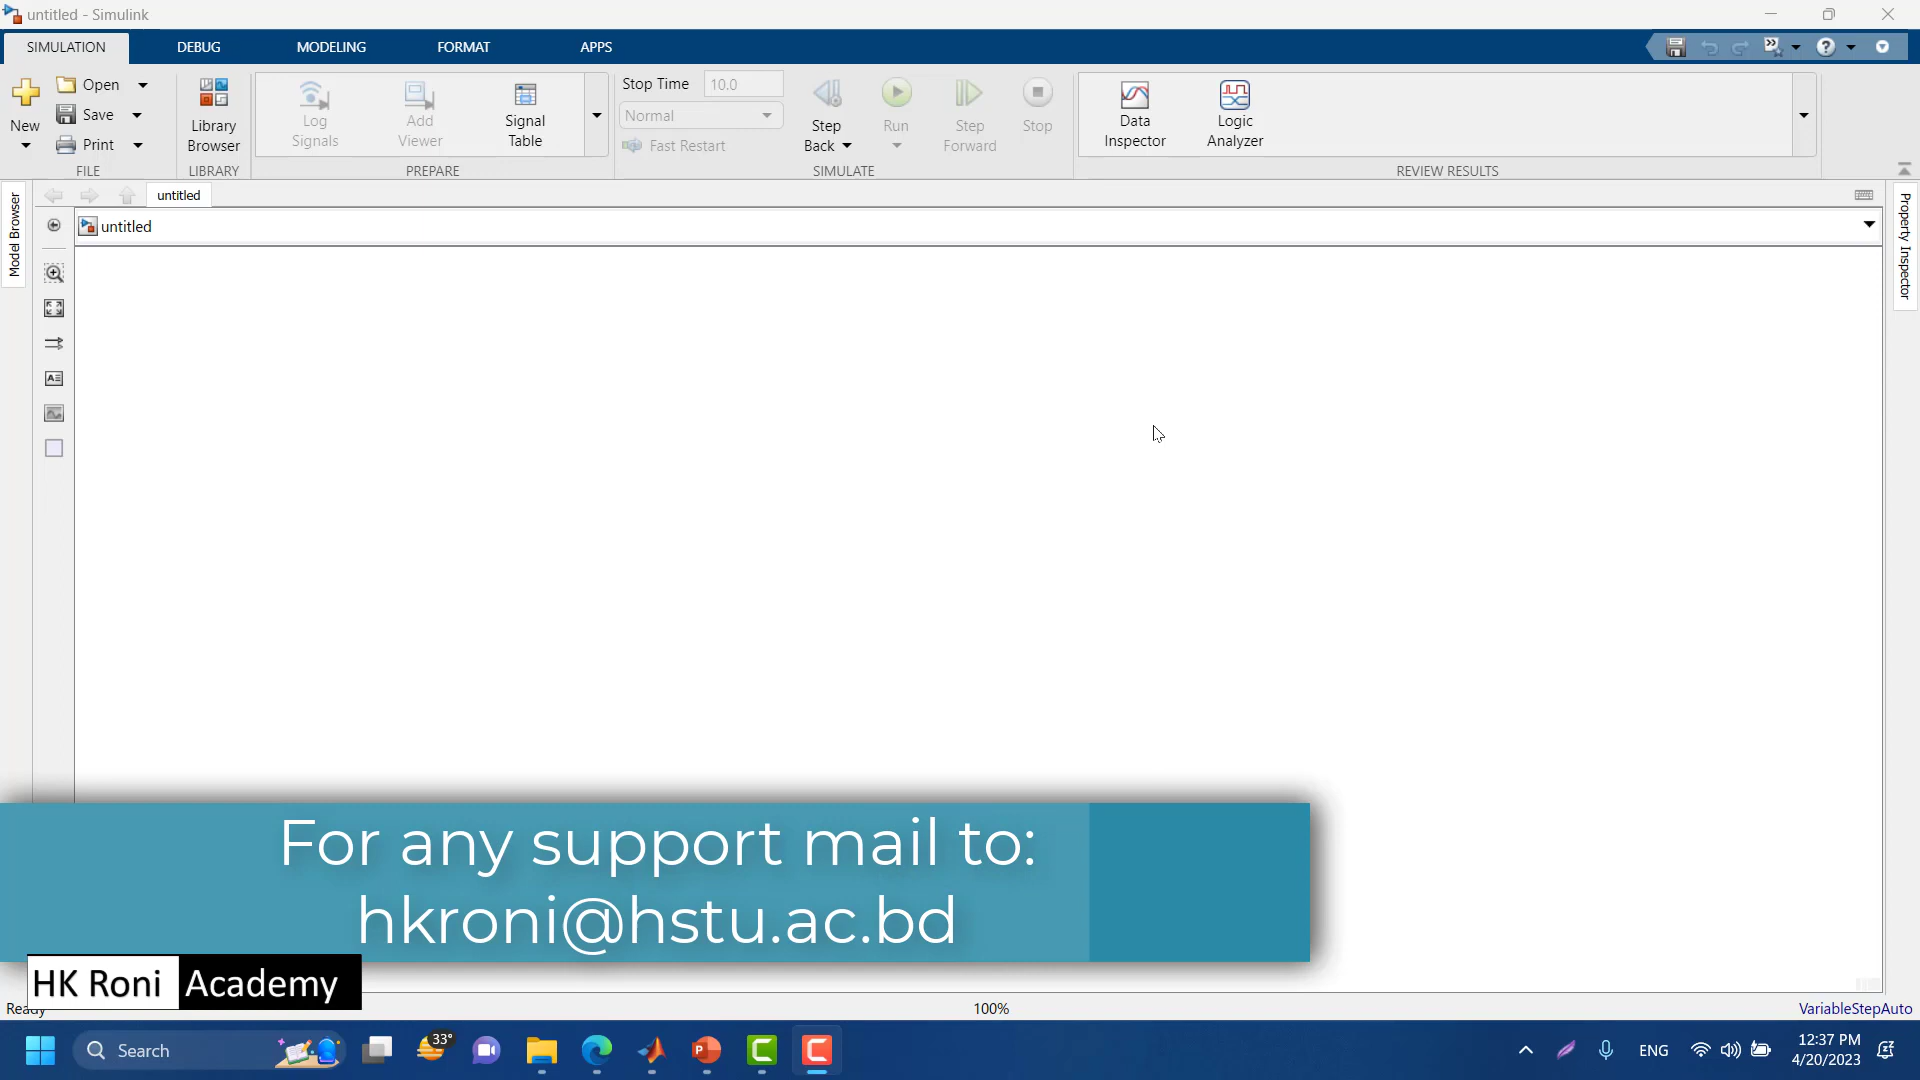 untitled - Simulink
SIMULATION DEBUG MODELING FORMAT APPS
New
Open
Save
Print
FILE
Library
Browser
LIBRARY
Log
Signals
Add
Viewer
Signal
Table
PREPARE
Stop Time 10.0
Normal
Fast Restart
Step
Back
Run
Step
Forward
Stop
SIMULATE
Data
Inspector
Logic
Analyzer
REVIEW RESULTS
Model Browser
untitled
untitled
Property Inspector
For any support mail to:
hkroni@hstu.ac.bd
HK Roni Academy
Ready 100% VariableStepAuto
Search
33°
ENG
12:37 PM
4/20/2023